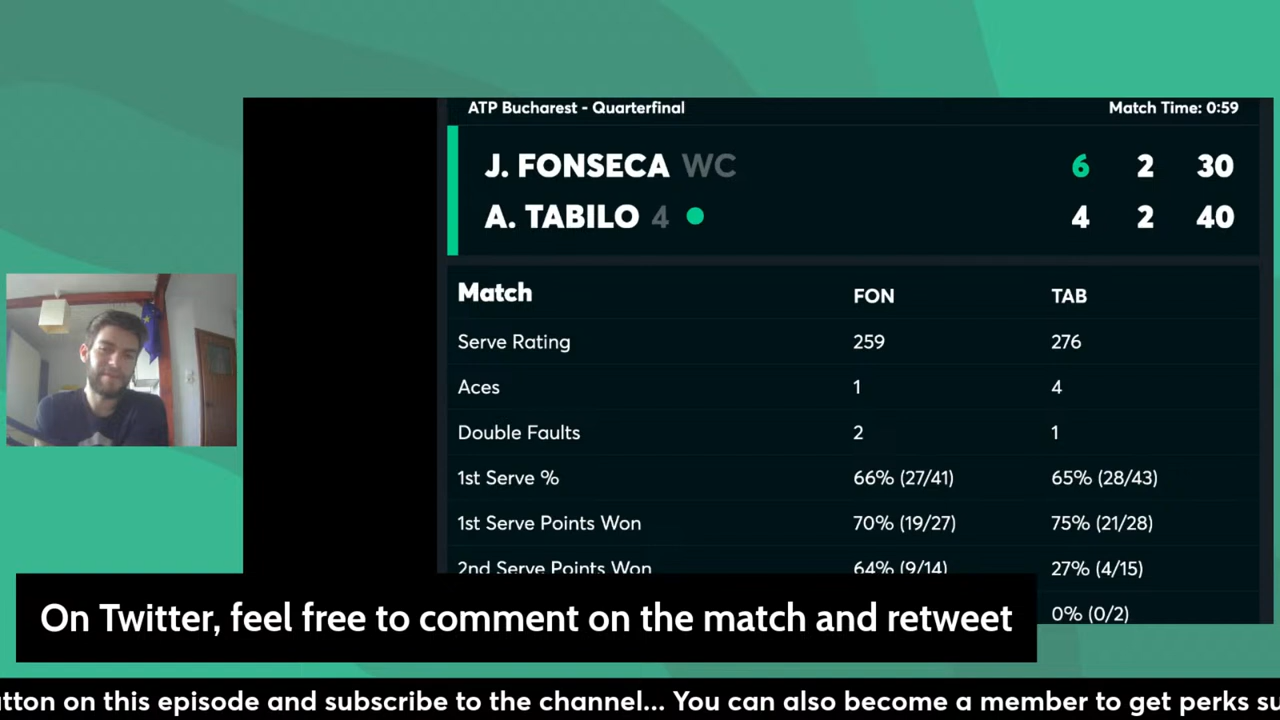 ATP Bucharest - Quarterfinal Match Time: 0:59
J. FONSECA WC 6 2 30
A. TABILO 4 4 2 40
Match FON TAB
Serve Rating 259 276
Aces 1 4
Double Faults 2 1
1st Serve % 66% (27/41) 65% (28/43)
1st Serve Points Won 70% (19/27) 75% (21/28)
2nd Serve Points Won 64% (9/14) 27% (4/15)
0% (0/2)
On Twitter, feel free to comment on the match and retweet
on this episode and subscribe to the channel... You can also become a member to get perks